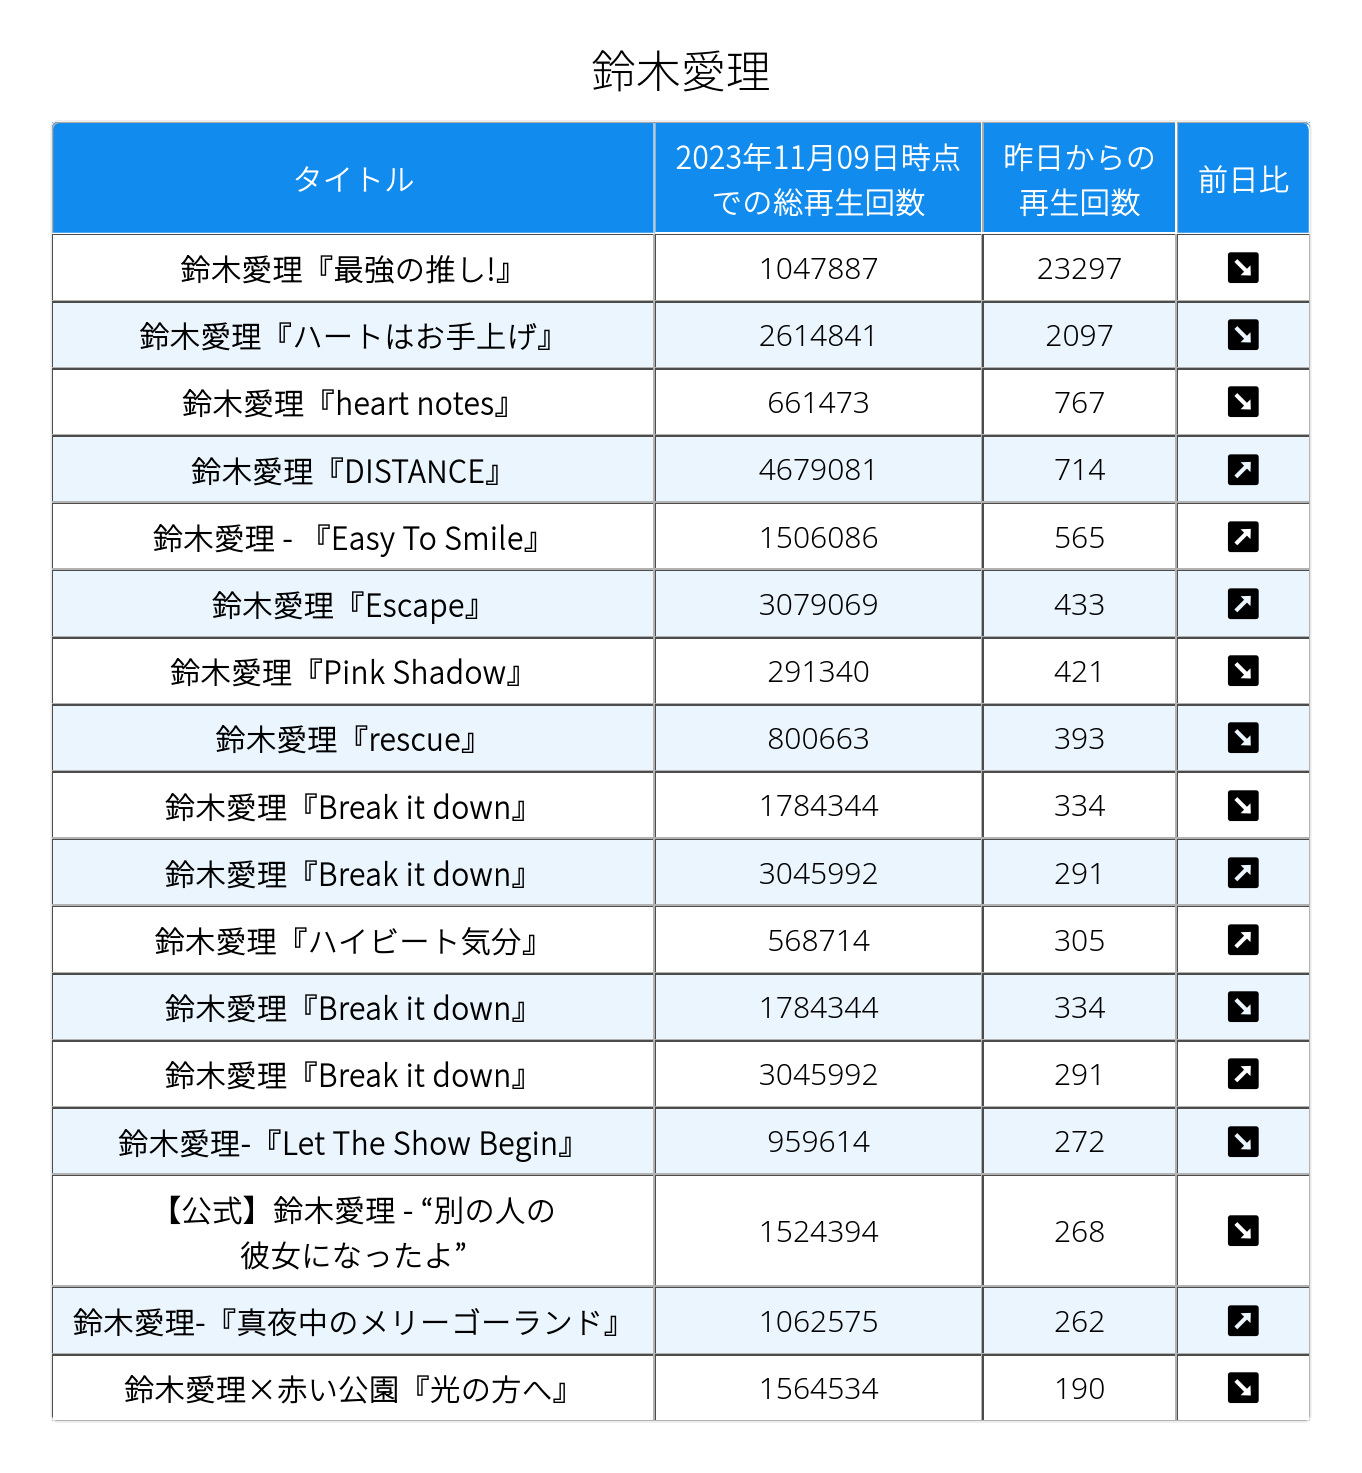 鈴木愛理
タイトル
2023年11月09日時点
での総再生回数
昨日からの
再生回数
前日比
鈴木愛理『最強の推し!』 1047887 23297
鈴木愛理『ハートはお手上げ』 2614841 2097
鈴木愛理『heart notes』 661473 767
鈴木愛理『DISTANCE』 4679081 714
鈴木愛理 - 『Easy To Smile』 1506086 565
鈴木愛理『Escape』 3079069 433
鈴木愛理『Pink Shadow』 291340 421
鈴木愛理『rescue』 800663 393
鈴木愛理『Break it down』 1784344 334
鈴木愛理『Break it down』 3045992 291
鈴木愛理『ハイビート気分』 568714 305
鈴木愛理『Break it down』 1784344 334
鈴木愛理『Break it down』 3045992 291
鈴木愛理-『Let The Show Begin』 959614 272
【公式】鈴木愛理 - “別の人の
彼女になったよ” 1524394 268
鈴木愛理-『真夜中のメリーゴーランド』 1062575 262
鈴木愛理×赤い公園『光の方へ』 1564534 190